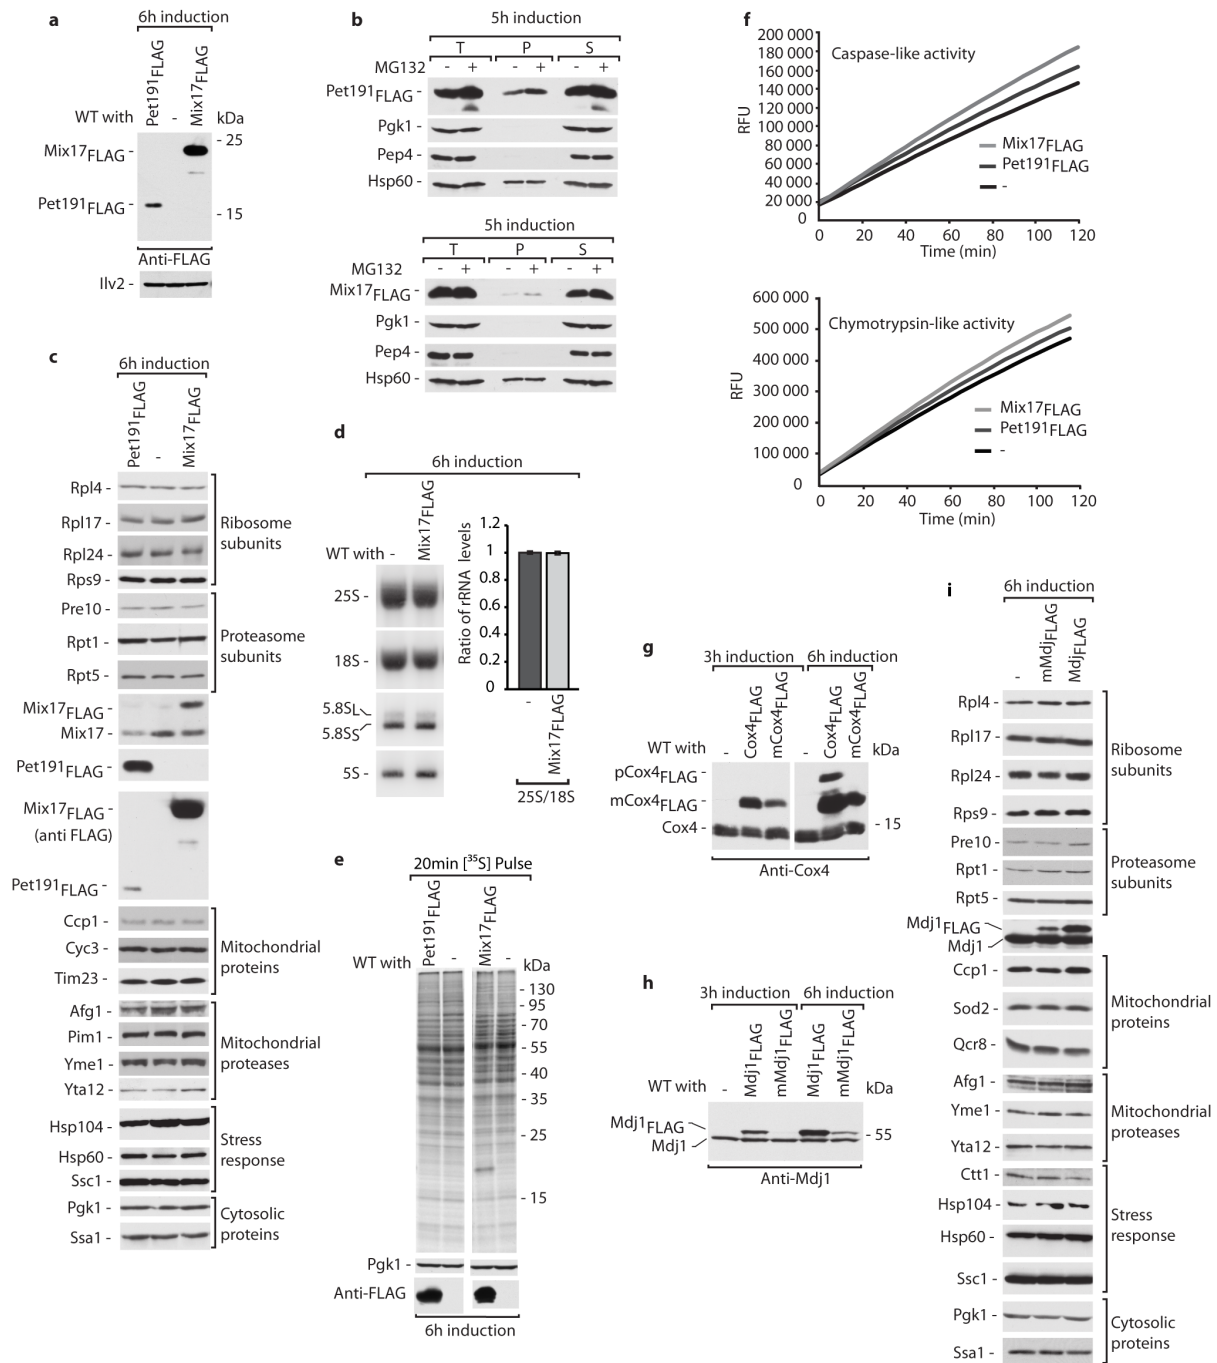 a
6h induction
Pet191FLAG
-
Mix17FLAG
WT with
kDa
Mix17FLAG -
- 25
Pet191FLAG -
- 15
Anti-FLAG
Ilv2 -
b
5h induction
T P S
MG132 - + - + - +
Pet191FLAG -
Pgk1 -
Pep4 -
Hsp60 -
5h induction
T P S
MG132 - + - + - +
Mix17FLAG -
Pgk1 -
Pep4 -
Hsp60 -
c
6h induction
Pet191FLAG
-
Mix17FLAG
Rpl4 -
Rpl17 -
Rpl24 -
Rps9 -
Ribosome
subunits
Pre10 -
Rpt1 -
Rpt5 -
Proteasome
subunits
Mix17FLAG -
Mix17 -
Pet191FLAG -
Mix17FLAG -
(anti FLAG)
Pet191FLAG -
Ccp1 -
Cyc3 -
Tim23 -
Mitochondrial
proteins
Afg1 -
Pim1 -
Yme1 -
Yta12 -
Mitochondrial
proteases
Hsp104 -
Hsp60 -
Ssc1 -
Stress
response
Pgk1 -
Ssa1 -
Cytosolic
proteins
d
6h induction
WT with -
Mix17FLAG
25S -
18S -
5.8SL
5.8SS
5S -
Ratio of rRNA levels
1.2
1
0.8
0.6
0.4
0.2
0
-
Mix17FLAG
25S/18S
e
20min [35S] Pulse
Pet191FLAG
-
Mix17FLAG
-
WT with
kDa
- 130
- 95
- 70
- 55
- 40
- 35
- 25
- 15
Pgk1 -
Anti-FLAG
6h induction
f
Caspase-like activity
RFU
200 000
180 000
160 000
140 000
120 000
100 000
80 000
60 000
40 000
20 000
0
Mix17FLAG
Pet191FLAG
-
0 20 40 60 80 100 120
Time (min)
Chymotrypsin-like activity
RFU
600 000
500 000
400 000
300 000
200 000
100 000
0
Mix17FLAG
Pet191FLAG
-
0 20 40 60 80 100 120
Time (min)
g
3h induction 6h induction
WT with
-
Cox4FLAG
mCox4FLAG
-
Cox4FLAG
mCox4FLAG
kDa
pCox4FLAG -
mCox4FLAG -
Cox4 -
- 15
Anti-Cox4
h
3h induction 6h induction
WT with
-
Mdj1FLAG
mMdj1FLAG
Mdj1FLAG
mMdj1FLAG
kDa
Mdj1FLAG
Mdj1
- 55
Anti-Mdj1
i
6h induction
-
mMdjFLAG
MdjFLAG
Rpl4 -
Rpl17 -
Rpl24 -
Rps9 -
Ribosome
subunits
Pre10 -
Rpt1 -
Rpt5 -
Proteasome
subunits
Mdj1FLAG
Mdj1
Ccp1 -
Sod2 -
Qcr8 -
Mitochondrial
proteins
Afg1 -
Yme1 -
Yta12 -
Mitochondrial
proteases
Ctt1 -
Hsp104 -
Hsp60 -
Ssc1 -
Stress
response
Pgk1 -
Ssa1 -
Cytosolic
proteins